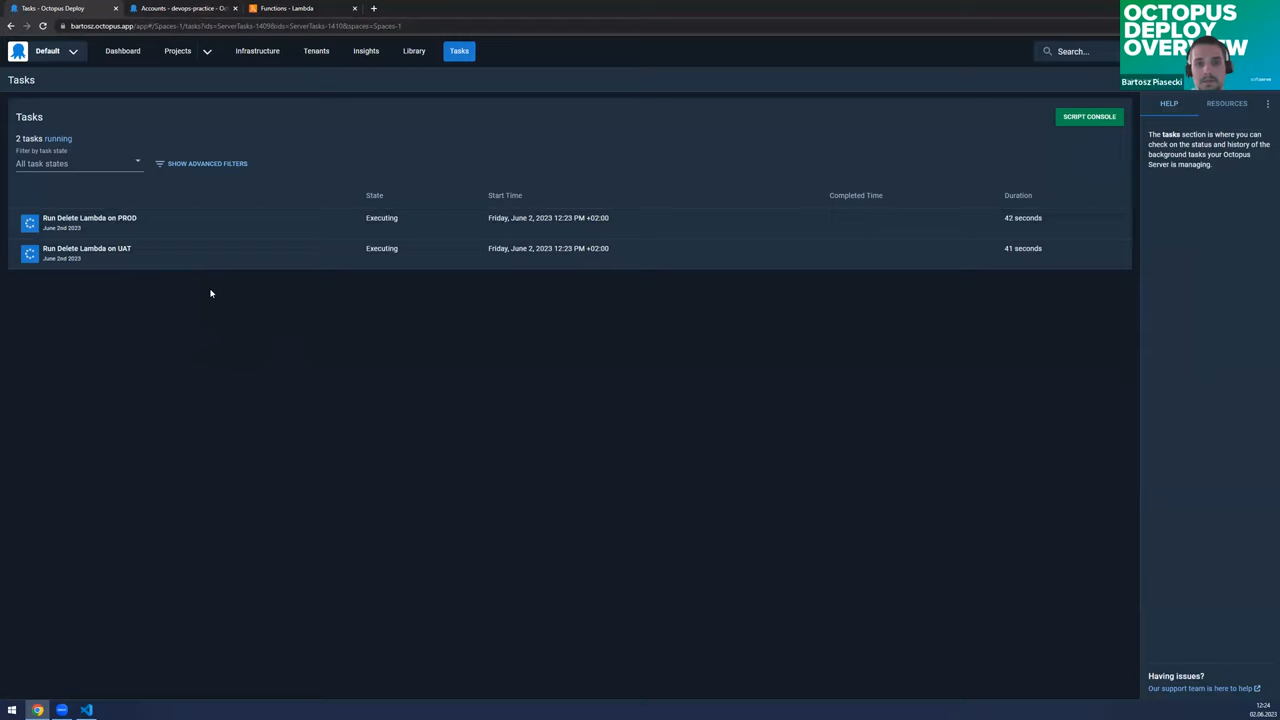 Tasks - Octopus Deploy
Accounts - devops-practice - Oc
Functions - Lambda
bartosz.octopus.app/app#/Spaces-1/tasks?ids=ServerTasks-1409&ids=ServerTasks-1410&spaces=Spaces-1
Default
Dashboard
Projects
Infrastructure
Tenants
Insights
Library
Tasks
Search...
OCTOPUS
DEPLOY
OVERVIEW
softserve
Bartosz Piasecki
Tasks
HELP
RESOURCES
Tasks
SCRIPT CONSOLE
2 tasks running
Filter by task state
All task states
SHOW ADVANCED FILTERS
The tasks section is where you can
check on the status and history of the
background tasks your Octopus
Server is managing.
State
Start Time
Completed Time
Duration
Run Delete Lambda on PROD
June 2nd 2023
Executing
Friday, June 2, 2023 12:23 PM +02:00
42 seconds
Run Delete Lambda on UAT
June 2nd 2023
Executing
Friday, June 2, 2023 12:23 PM +02:00
41 seconds
Having issues?
Our support team is here to help
12:24
02.06.2023